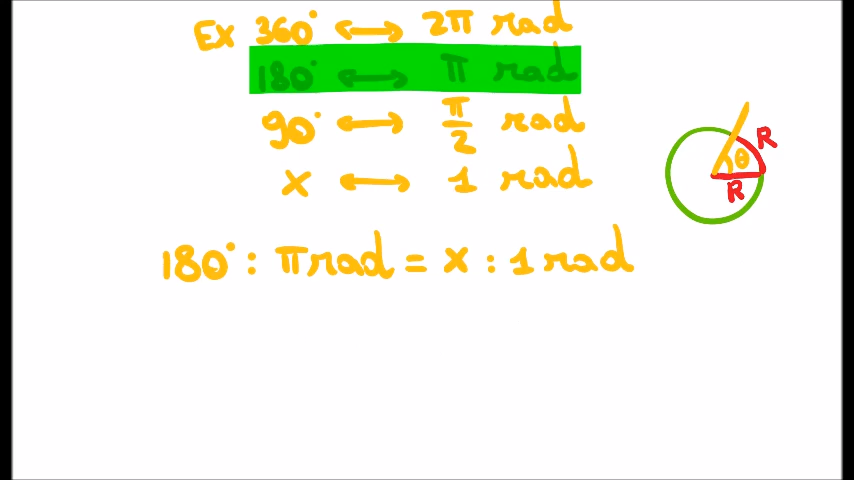 Ex 360° ↔ 2π rad
180° ↔ π rad
90° ↔ π/2 rad
x ↔ 1 rad
θ R
R
180° : π rad = x : 1 rad